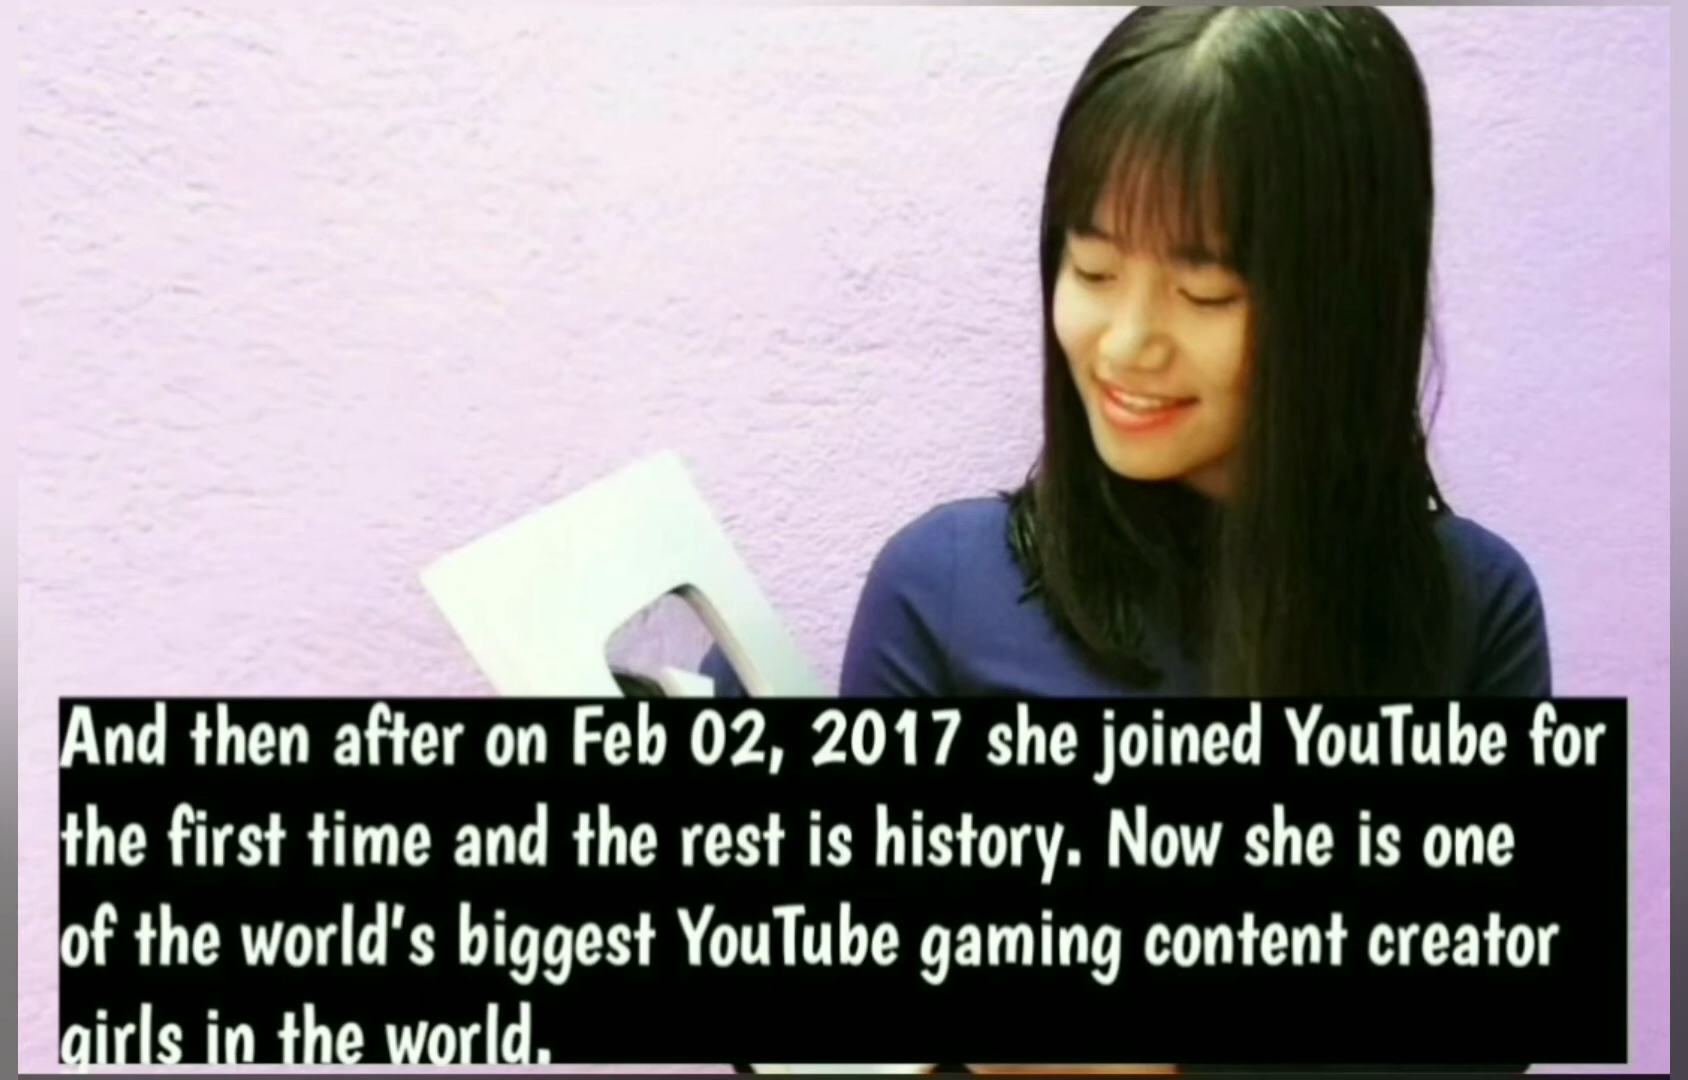 And then after on Feb 02, 2017 she joined YouTube for
the first time and the rest is history. Now she is one
of the world's biggest YouTube gaming content creator
girls in the world.